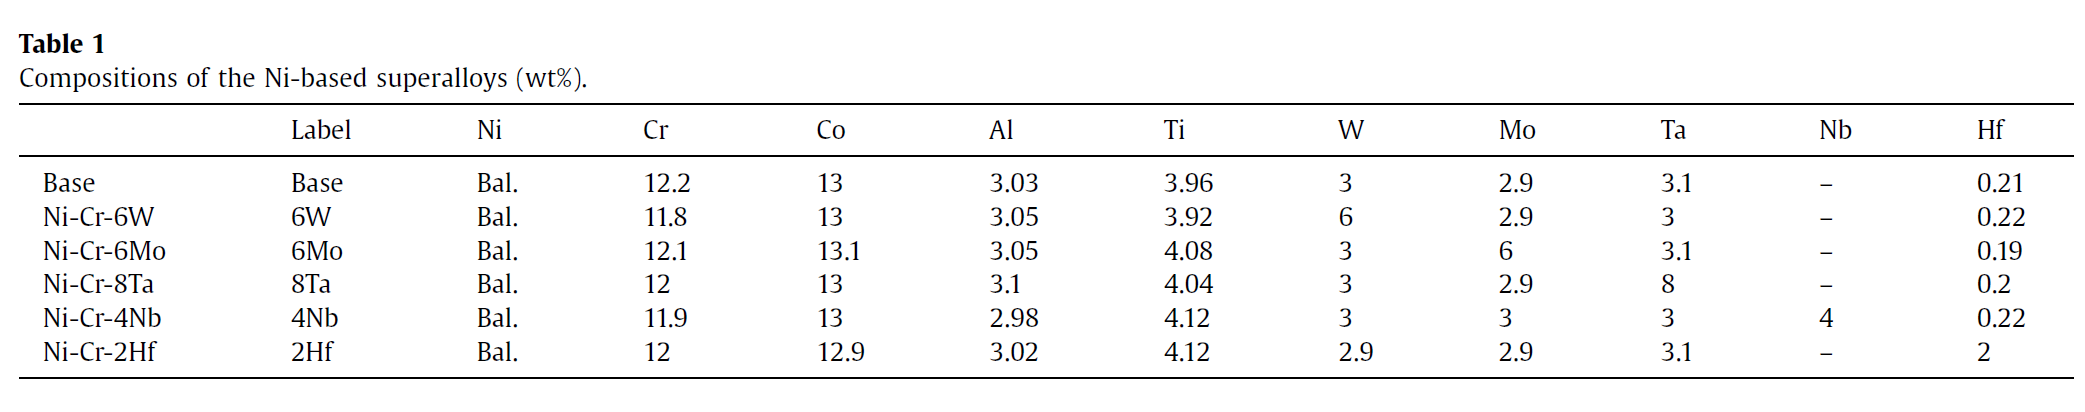 Table 1
Compositions of the Ni-based superalloys (wt%).
Label Ni Cr Co Al Ti W Mo Ta Nb Hf
Base Base Bal. 12.2 13 3.03 3.96 3 2.9 3.1 – 0.21
Ni-Cr-6W 6W Bal. 11.8 13 3.05 3.92 6 2.9 3 – 0.22
Ni-Cr-6Mo 6Mo Bal. 12.1 13.1 3.05 4.08 3 6 3.1 – 0.19
Ni-Cr-8Ta 8Ta Bal. 12 13 3.1 4.04 3 2.9 8 – 0.2
Ni-Cr-4Nb 4Nb Bal. 11.9 13 2.98 4.12 3 3 3 4 0.22
Ni-Cr-2Hf 2Hf Bal. 12 12.9 3.02 4.12 2.9 2.9 3.1 – 2